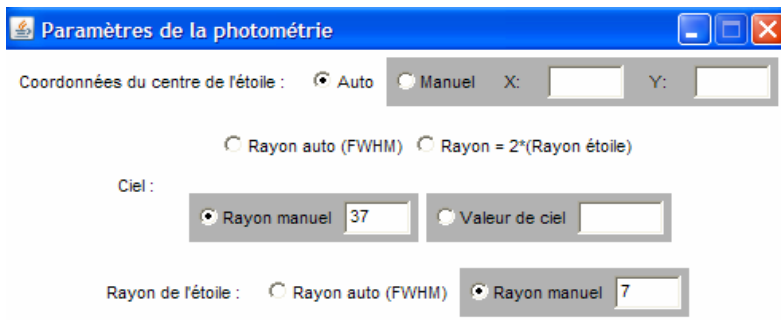 Paramètres de la photométrie
Coordonnées du centre de l'étoile : Auto Manuel X: Y:
Rayon auto (FWHM) Rayon = 2*(Rayon étoile)
Ciel :
Rayon manuel 37 Valeur de ciel
Rayon de l'étoile : Rayon auto (FWHM) Rayon manuel 7